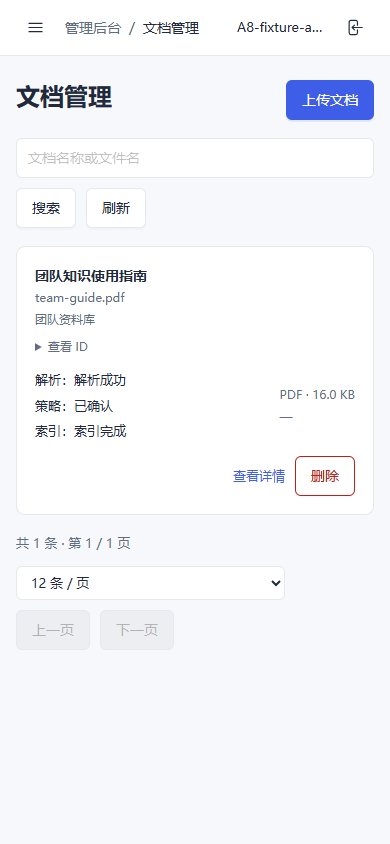 管理后台 / 文档管理 A8-fixture-a...
文档管理
上传文档
文档名称或文件名
搜索 刷新
团队知识使用指南
team-guide.pdf
团队资料库
查看 ID
解析：解析成功
策略：已确认
索引：索引完成
PDF · 16.0 KB
—
查看详情 删除
共 1 条 · 第 1 / 1 页
12 条 / 页
上一页 下一页